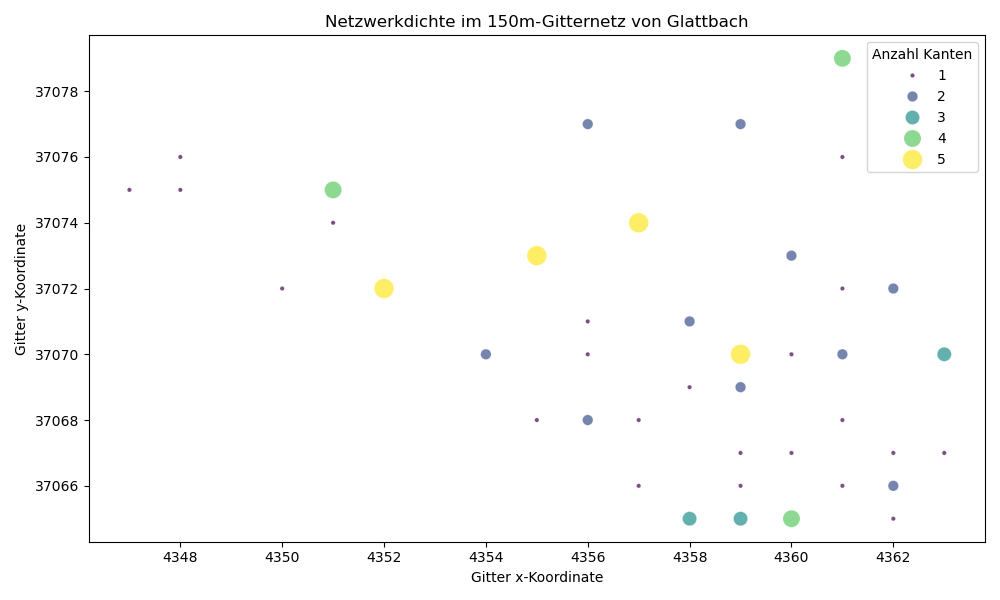 Netzwerkdichte im 150m-Gitternetz von Glattbach
Anzahl Kanten
1
2
3
4
5
Gitter y-Koordinate
37078
37076
37074
37072
37070
37068
37066
4348 4350 4352 4354 4356 4358 4360 4362
Gitter x-Koordinate